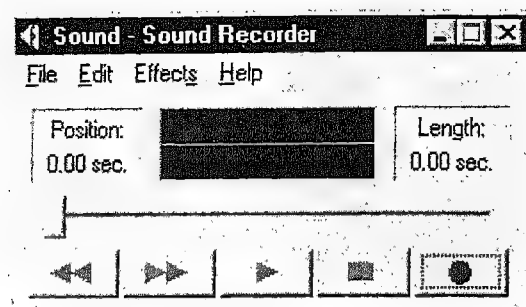 Sound - Sound Recorder
File Edit Effects Help
Position:
0.00 sec.
Length:
0.00 sec.